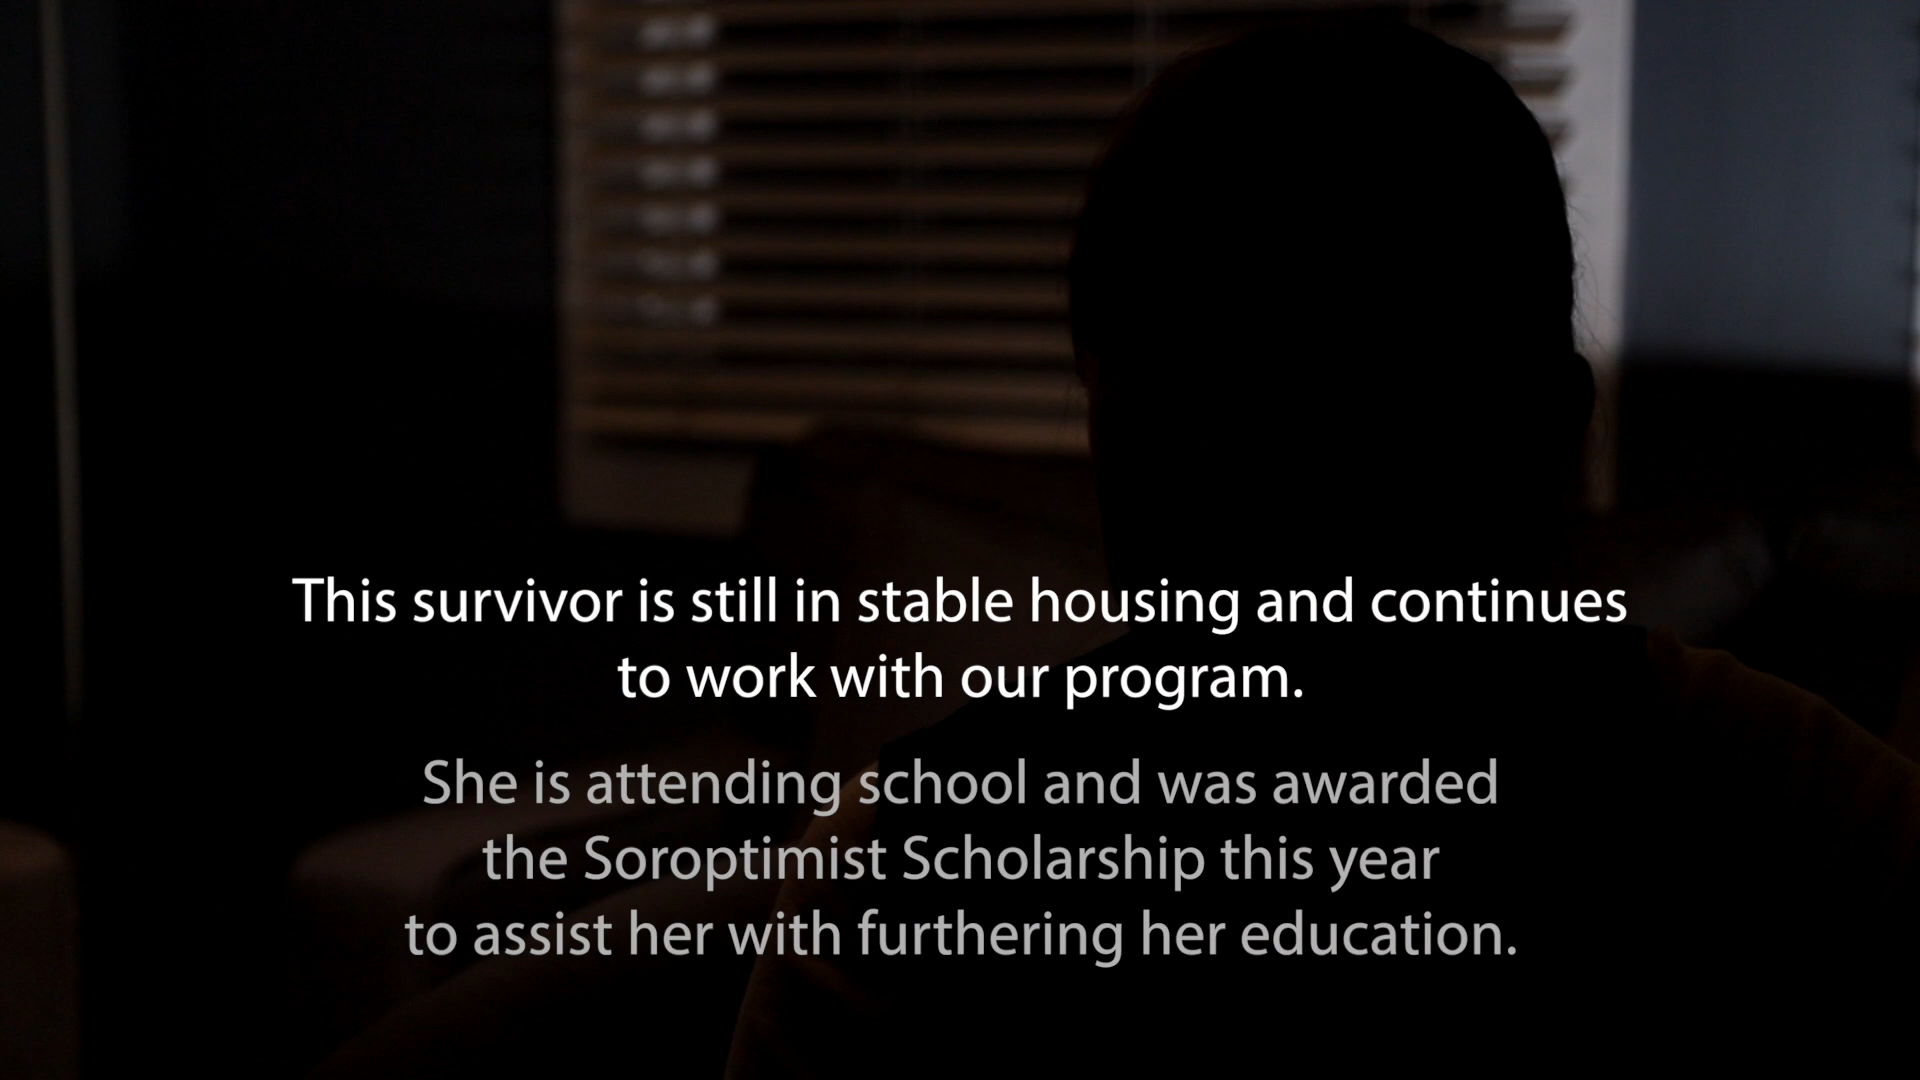 This survivor is still in stable housing and continues
to work with our program.
She is attending school and was awarded
the Soroptimist Scholarship this year
to assist her with furthering her education.